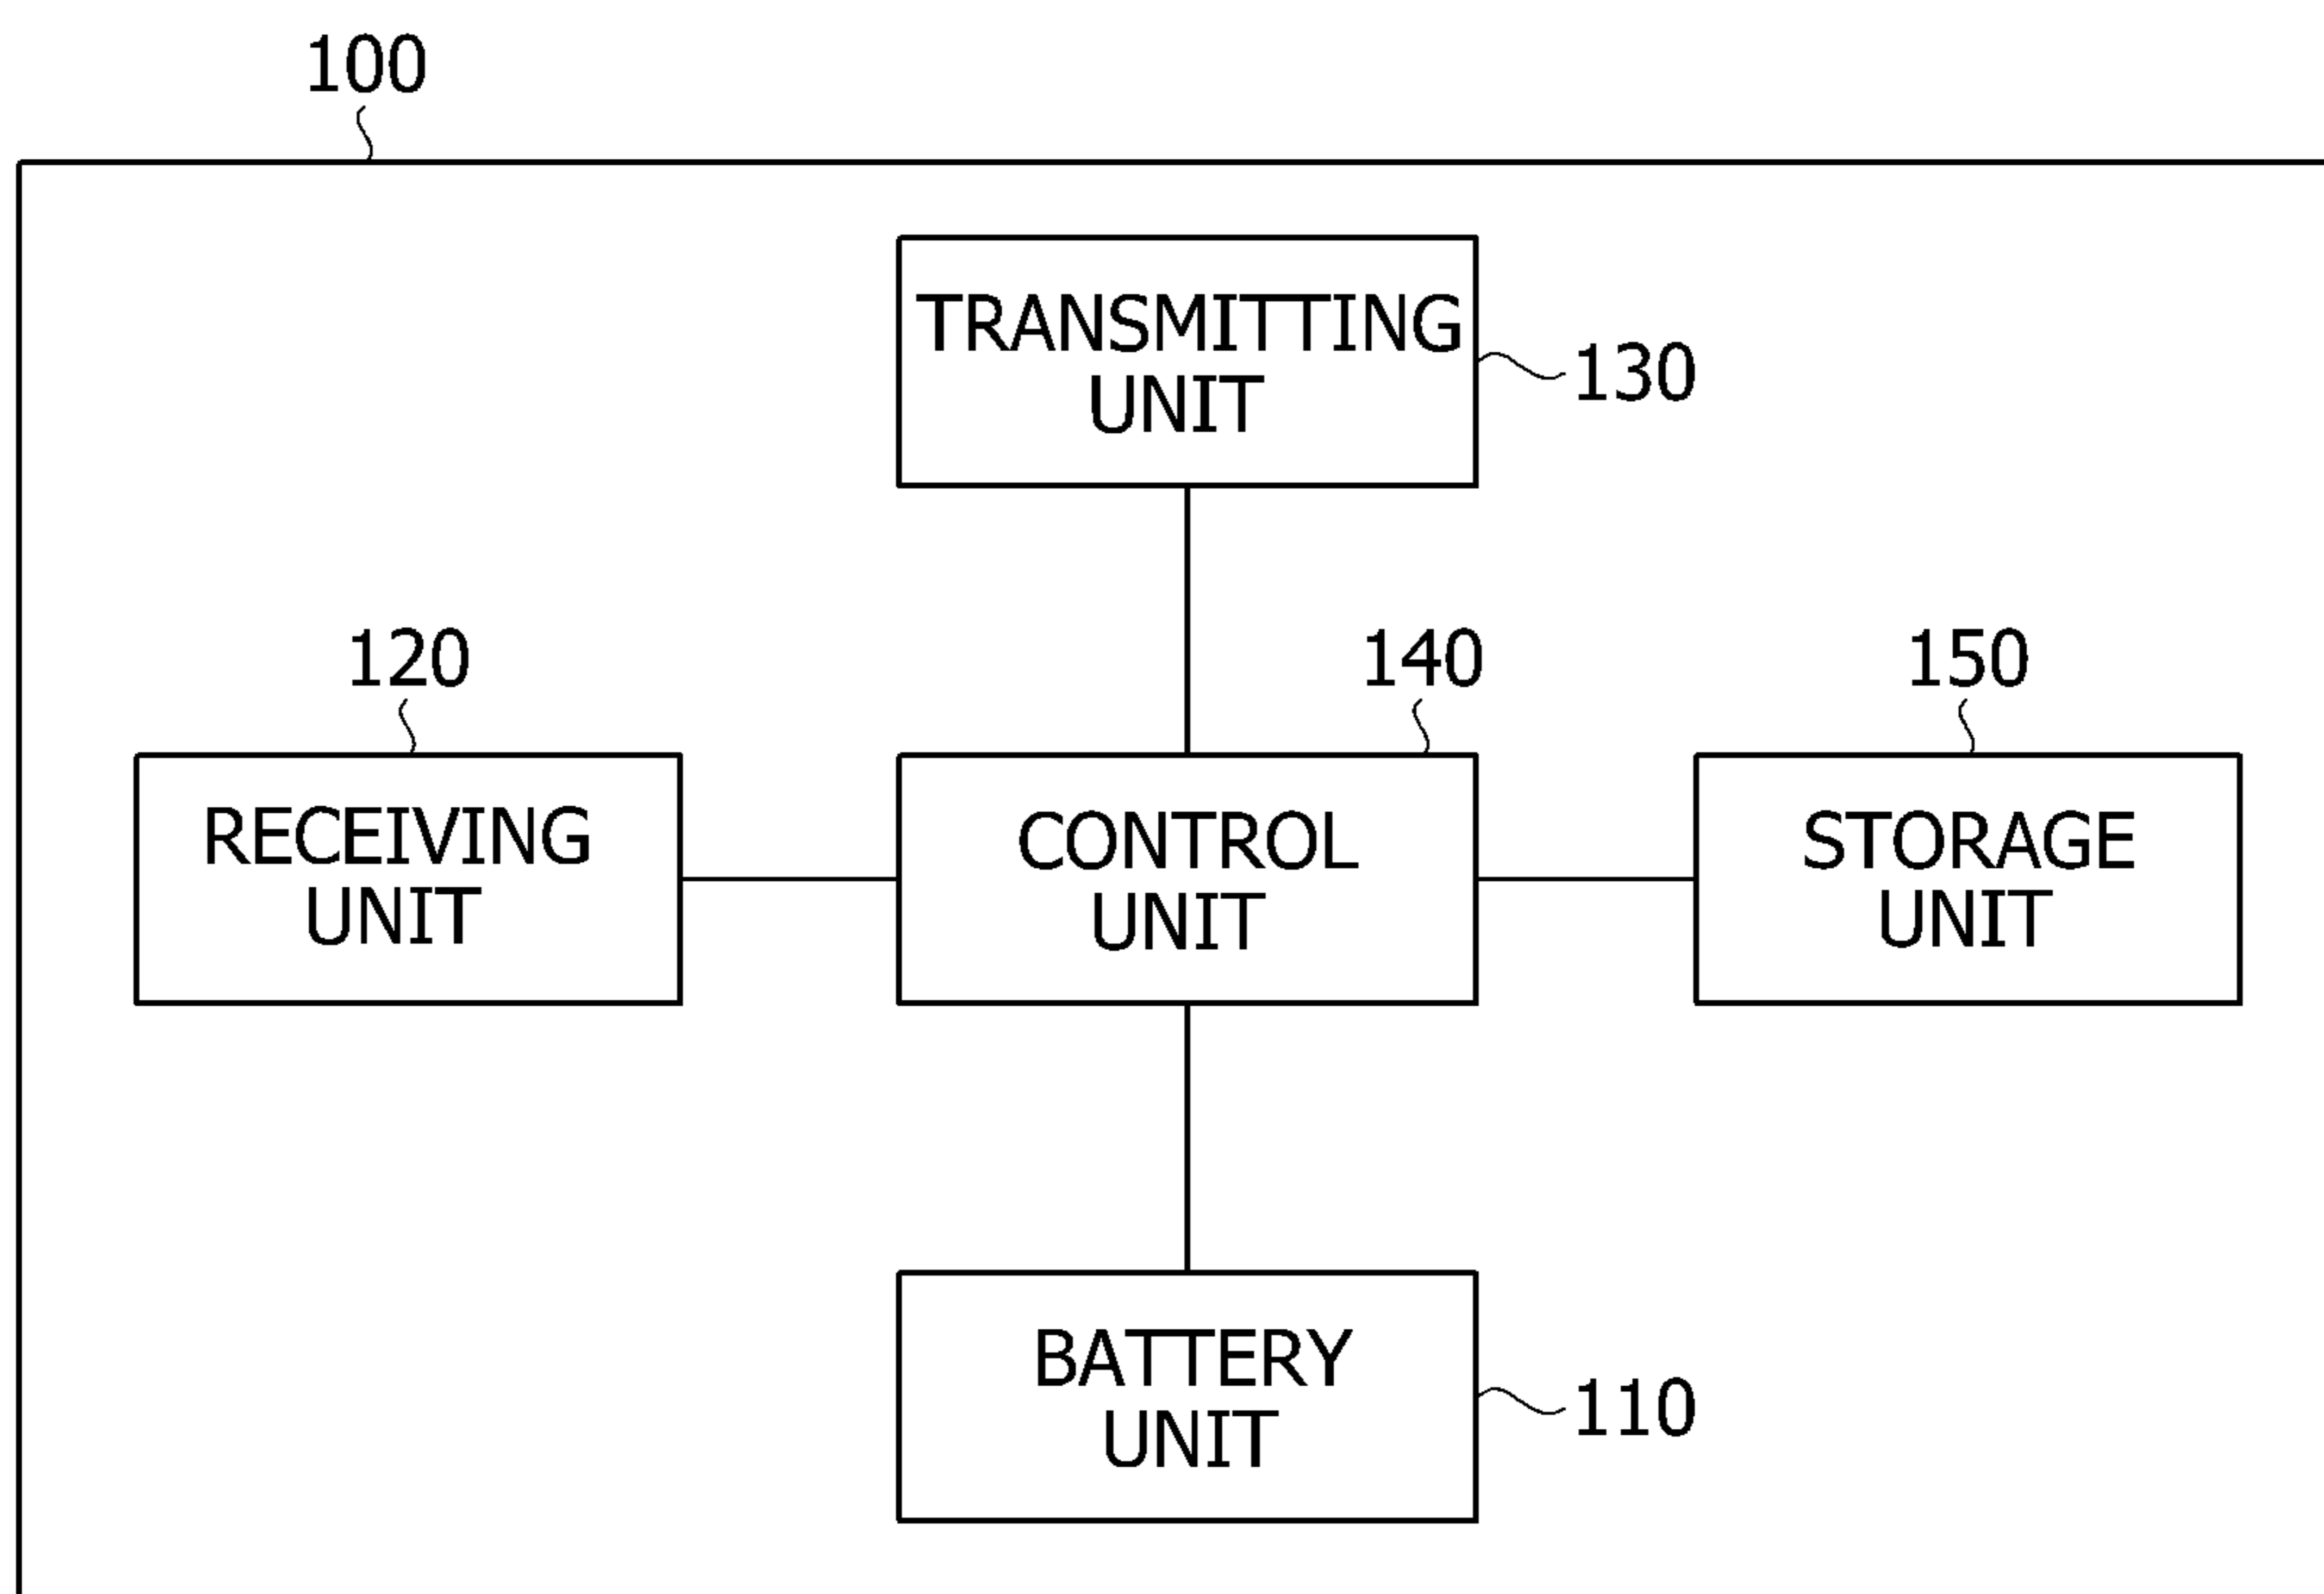 100
TRANSMITTING
UNIT
130
120
140
150
RECEIVING
UNIT
CONTROL
UNIT
STORAGE
UNIT
BATTERY
UNIT
110